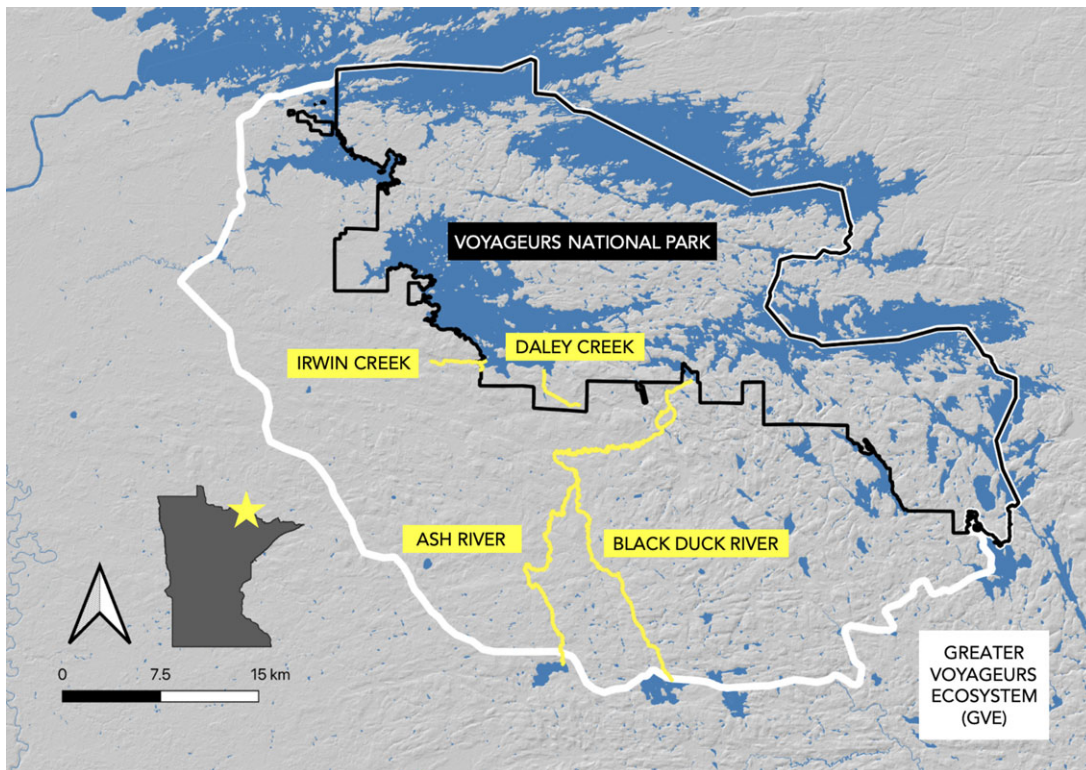 VOYAGEURS NATIONAL PARK
IRWIN CREEK
DALEY CREEK
ASH RIVER
BLACK DUCK RIVER
0 7.5 15 km
GREATER
VOYAGEURS
ECOSYSTEM
(GVE)